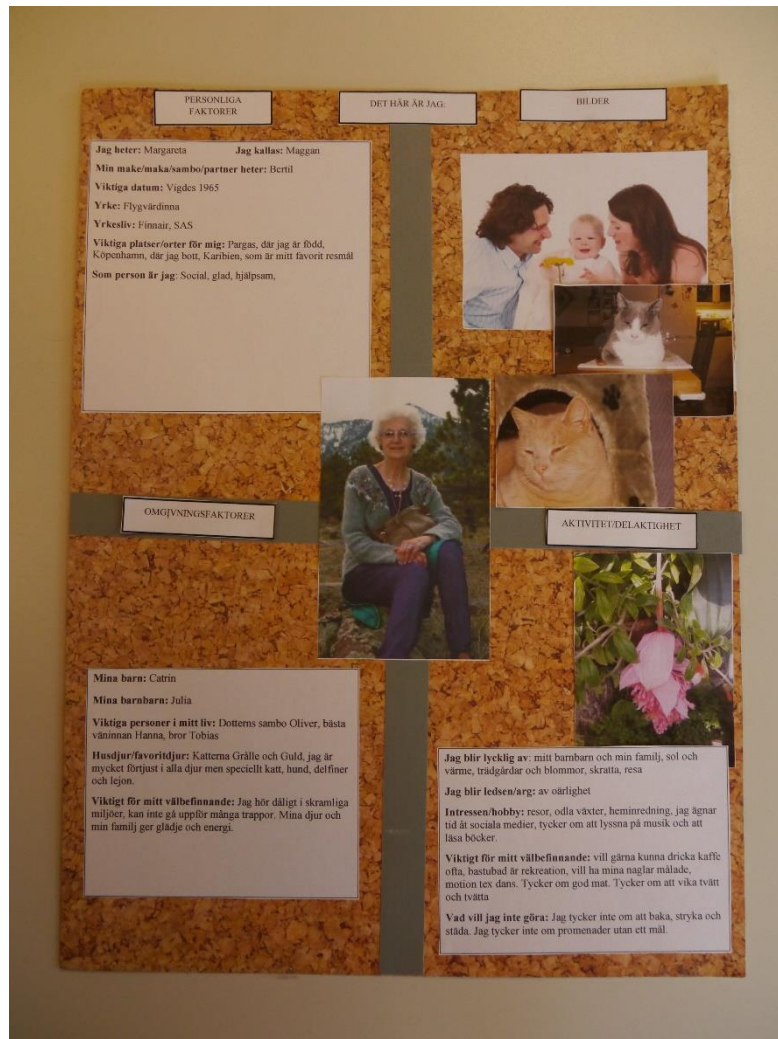 PERSONLIGA
FAKTORER
DET HÄR ÄR JAG:
BILDER
Jag heter: Margareta Jag kallas: Maggan
Min make/maka/sambo/partner heter: Bertil
Viktiga datum: Vigdes 1965
Yrke: Flygvärdinna
Yrkesliv: Finnair, SAS
Viktiga platser/orter för mig: Pargas, där jag är född,
Köpenhamn, där jag bott, Karibien, som är mitt favorit resmål
Som person är jag: Social, glad, hjälpsam,
OMGIVNINGSFAKTORER
AKTIVITET/DELAKTIGHET
Mina barn: Catrin
Mina barnbarn: Julia
Viktiga personer i mitt liv: Dotterns sambo Oliver, bästa
väninnan Hanna, bror Tobias
Husdjur/favoritdjur: Katterna Grålle och Guld, jag är
mycket förtjust i alla djur men speciellt katt, hund, delfiner
och lejon.
Viktigt för mitt välbefinnande: Jag hör dåligt i skramliga
miljöer, kan inte gå uppför många trappor. Mina djur och
min familj ger glädje och energi.
Jag blir lycklig av: mitt barnbarn och min familj, sol och
värme, trädgårdar och blommor, skratta, resa
Jag blir ledsen/arg: av oärlighet
Intressen/hobby: resor, odla växter, heminredning, jag ägnar
tid åt sociala medier, tycker om att lyssna på musik och att
läsa böcker.
Viktigt för mitt välbefinnande: vill gärna kunna dricka kaffe
ofta, bastubad är rekreation, vill ha mina naglar målade,
motion tex dans. Tycker om god mat. Tycker om att vika tvätt
och tvätta
Vad vill jag inte göra: Jag tycker inte om att baka, stryka och
städa. Jag tycker inte om promenader utan ett mål.